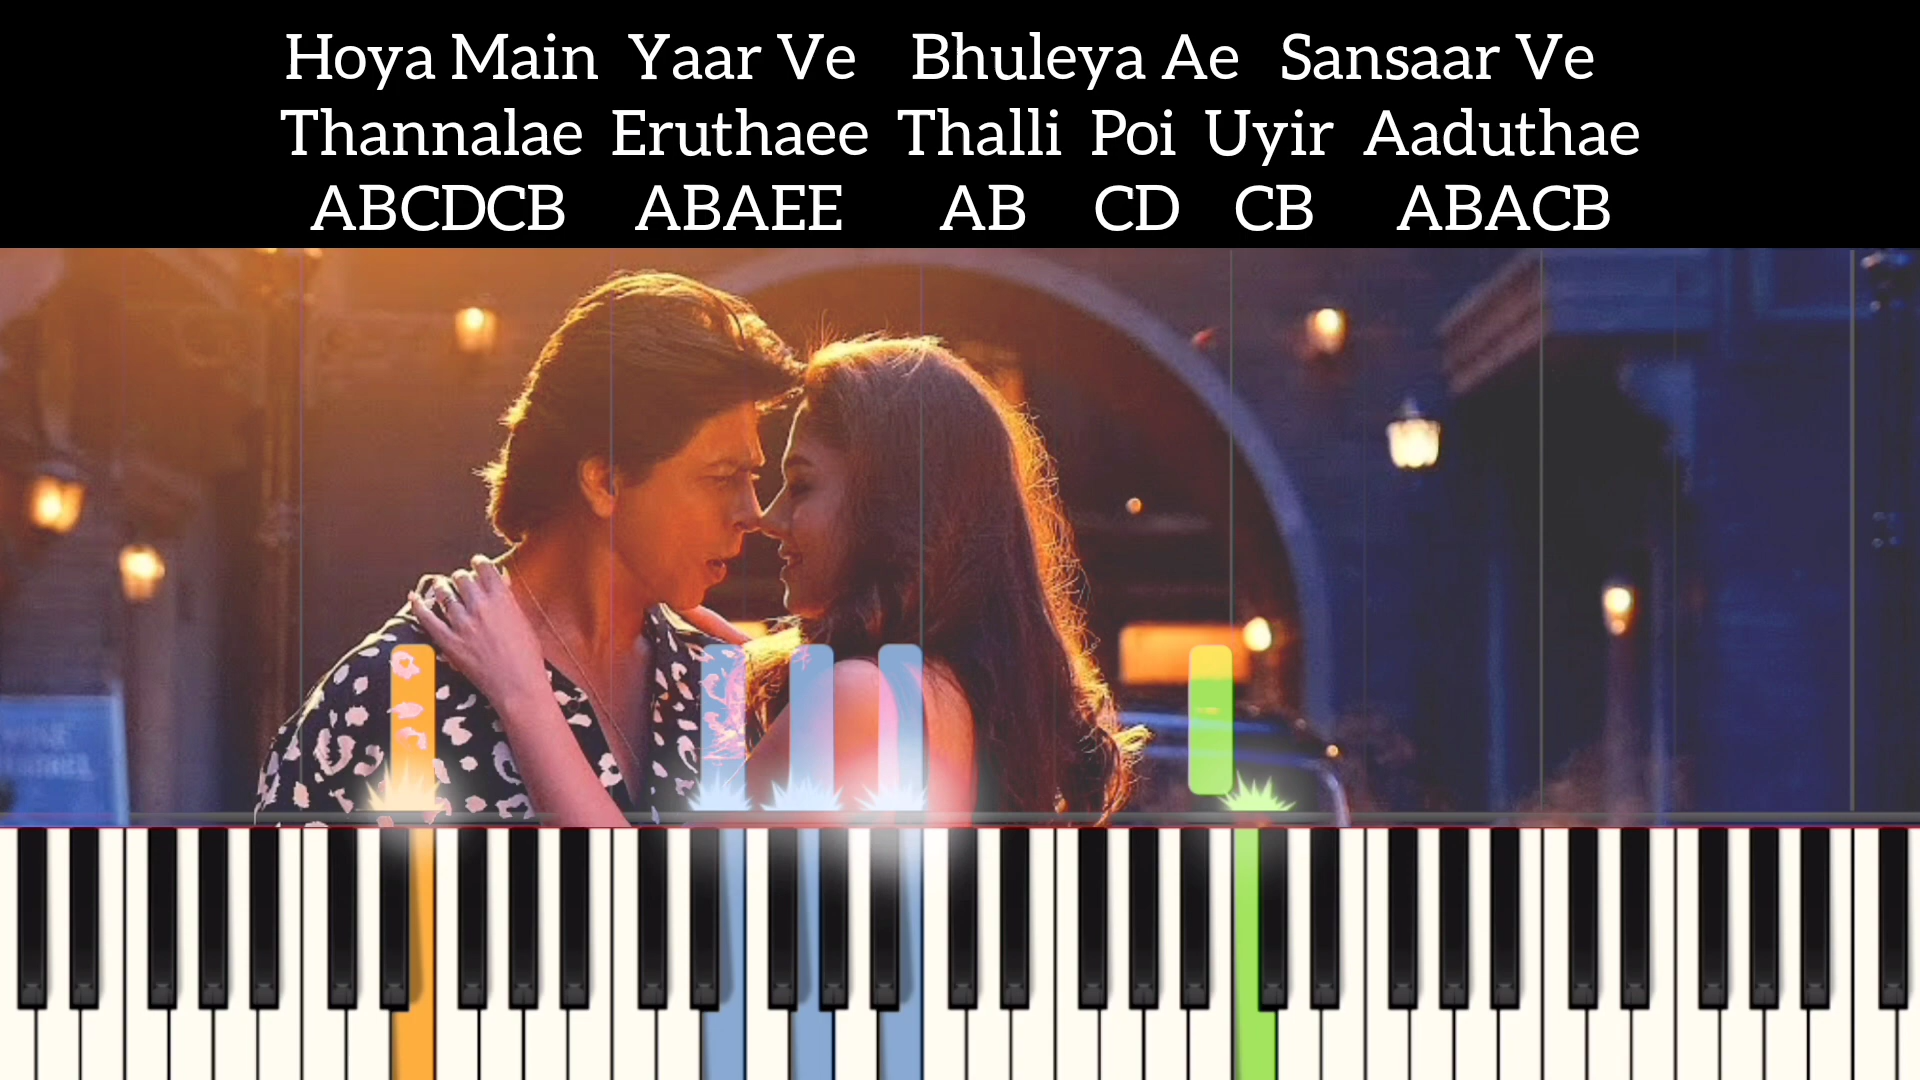 Hoya Main Yaar Ve Bhuleya Ae Sansaar Ve
Thannalae Eruthaee Thalli Poi Uyir Aaduthae
ABCDCB ABAEE AB CD CB ABACB